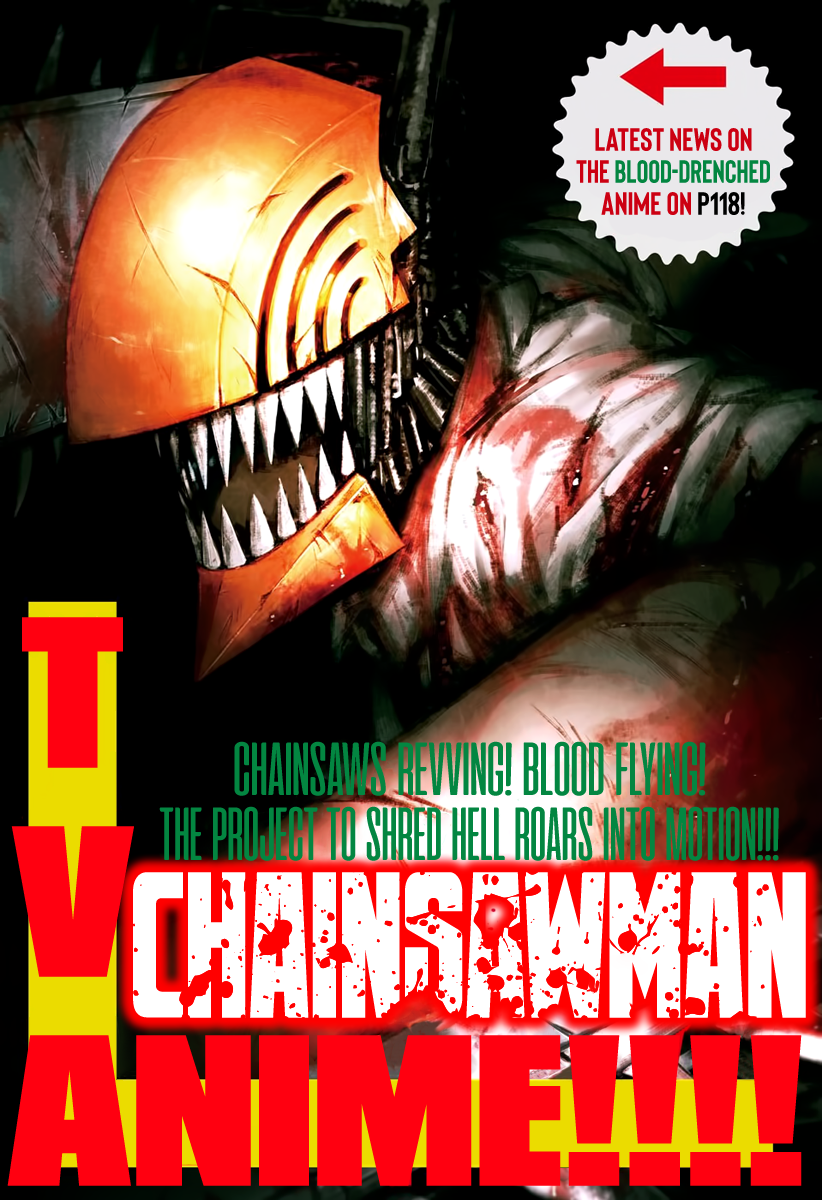 LATEST NEWS ON
THE BLOOD-DRENCHED
ANIME ON P118!
CHAINSAWS REVVING! BLOOD FLYING!
THE PROJECT TO SHRED HELL ROARS INTO MOTION!!!
CHAINSAWMAN
TV
ANIME!!!!